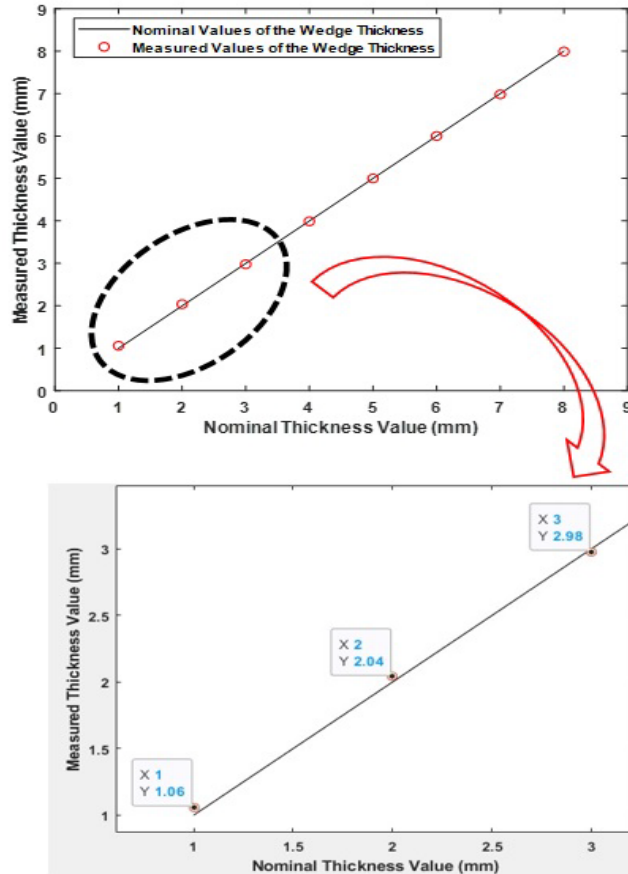 Nominal Values of the Wedge Thickness
Measured Values of the Wedge Thickness
9
8
7
6
5
4
3
2
1
0
Measured Thickness Value (mm)
0 1 2 3 4 5 6 7 8 9
Nominal Thickness Value (mm)
X 3
Y 2.98
X 2
Y 2.04
X 1
Y 1.06
3
2.5
2
1.5
1
Measured Thickness Value (mm)
1 1.5 2 2.5 3
Nominal Thickness Value (mm)